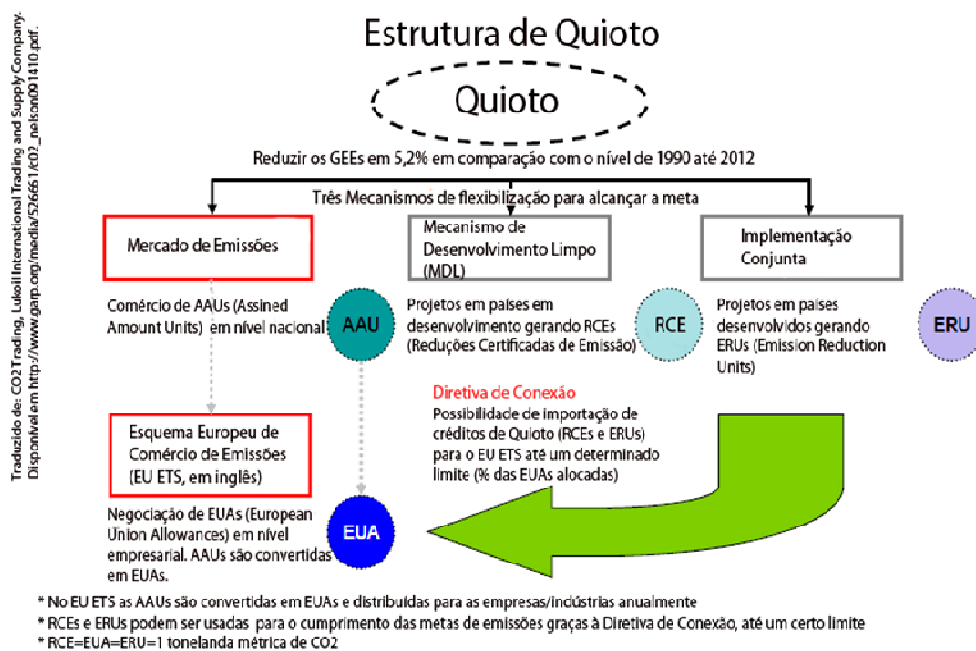 Traduzido de: CO2 Trading, Lukoil International Trading and Supply Company.
Disponível em http://www.garp.org/media/526661/c02_nelson091410.pdf.
Estrutura de Quioto
Quioto
Reduzir os GEEs em 5,2% em comparação com o nível de 1990 até 2012
Três Mecanismos de flexibilização para alcançar a meta
Mercado de Emissões
Mecanismo de
Desenvolvimento Limpo
(MDL)
Implementação
Conjunta
Comércio de AAUs (Assined
Amount Units) em nível nacional
AAU
Projetos em países em
desenvolvimento gerando RCEs
(Reduções Certificadas de Emissão)
RCE
Projetos em países
desenvolvidos gerando
ERUs (Emission Reduction
Units)
ERU
Diretiva de Conexão
Possibilidade de importação de
créditos de Quioto (RCEs e ERUs)
para o EU ETS até um determinado
limite (% das EUAs alocadas)
Esquema Europeu de
Comércio de Emissões
(EU ETS, em inglês)
Negociação de EUAs (European
Union Allowances) em nível
empresarial. AAUs são convertidas
em EUAs.
EUA
* No EU ETS as AAUs são convertidas em EUAs e distribuídas para as empresas/indústrias anualmente
* RCEs e ERUs podem ser usadas para o cumprimento das metas de emissões graças à Diretiva de Conexão, até um certo limite
* RCE=EUA=ERU=1 tonelanda métrica de CO2